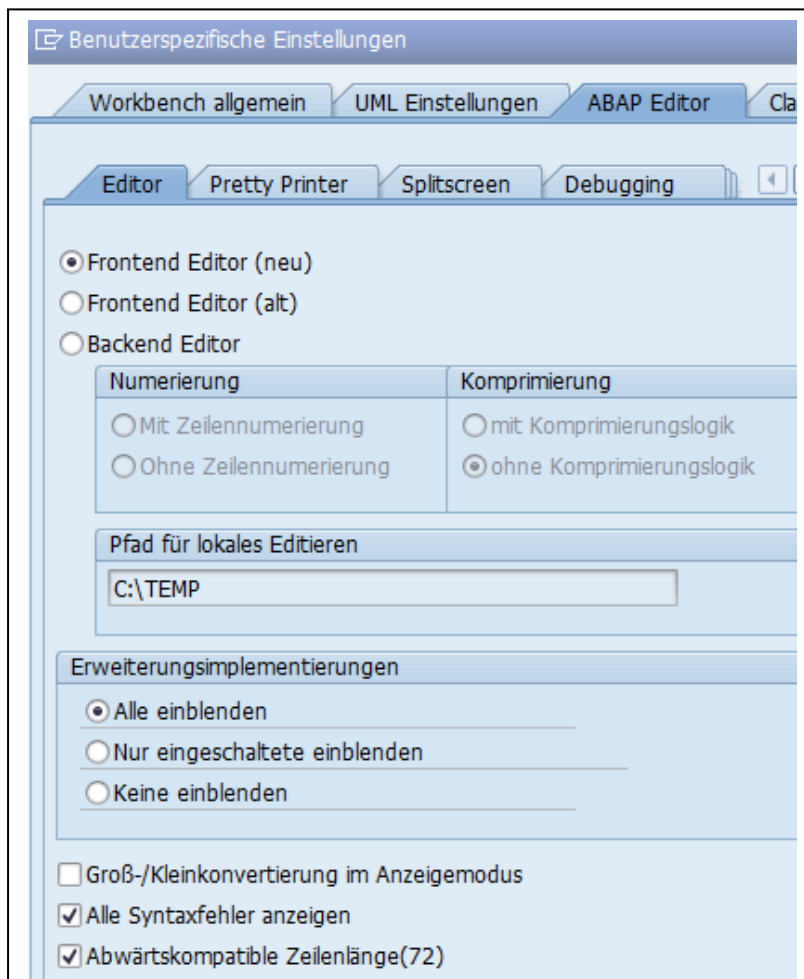 Benutzerspezifische Einstellungen
Workbench allgemein UML Einstellungen ABAP Editor Cla
Editor Pretty Printer Splitscreen Debugging
Frontend Editor (neu)
Frontend Editor (alt)
Backend Editor
Numerierung Komprimierung
Mit Zeilennumerierung mit Komprimierungslogik
Ohne Zeilennumerierung ohne Komprimierungslogik
Pfad für lokales Editieren
C:\TEMP
Erweiterungsimplementierungen
Alle einblenden
Nur eingeschaltete einblenden
Keine einblenden
Groß-/Kleinkonvertierung im Anzeigemodus
Alle Syntaxfehler anzeigen
Abwärtskompatible Zeilenlänge(72)